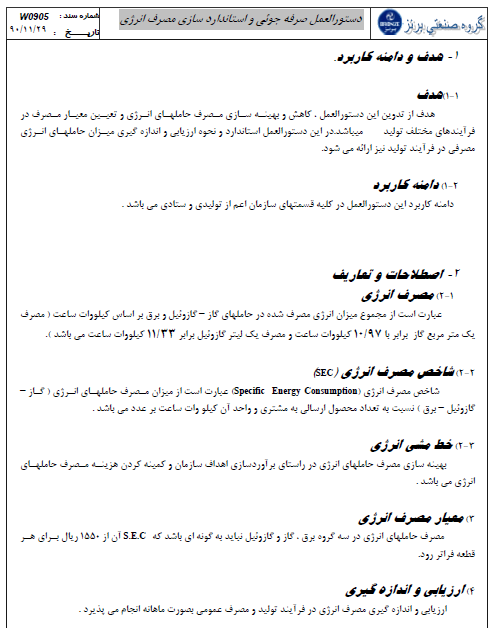 گروه صنعتی برنز
BRONZE
دستورالعمل صرفه جوئی و استاندارد سازی مصرف انرژی
شماره سند : W0905
تاریـــــخ : ۹۰/۱۱/۲۹
۱- هدف و دامنه کاربرد.
۱-۱)هدف
هدف از تدوین این دستورالعمل ، کاهش و بهینه سازی مصرف حاملهای انرژی و تعیین معیار مصرف در
فرآیندهای مختلف تولید میباشد.در این دستورالعمل استاندارد و نحوه ارزیابی و اندازه گیری میزان حاملهای انرژی
مصرفی در فرآیند تولید نیز ارائه می شود.
۱-۲) دامنه کاربرد
دامنه کاربرد این دستورالعمل در کلیه قسمتهای سازمان اعم از تولیدی و ستادی می باشد .
۲- اصطلاحات و تعاریف
۲-۱) مصرف انرژی
عبارت است از مجموع میزان انرژی مصرف شده در حاملهای گاز – گازوئیل و برق بر اساس کیلووات ساعت ( مصرف
یک متر مربع گاز برابر با ۱۰/۹۷ کیلووات ساعت و مصرف یک لیتر گازوئیل برابر ۱۱/۳۳ کیلووات ساعت می باشد ).
۲-۲) شاخص مصرف انرژی (SEC)
شاخص مصرف انرژی (Specific Energy Consumption) عبارت است از میزان مصرف حاملهای انرژی ( گاز –
گازوئیل – برق ) نسبت به تعداد محصول ارسالی به مشتری و واحد آن کیلو وات ساعت بر عدد می باشد .
۲-۳) خط مشی انرژی
بهینه سازی مصرف حاملهای انرژی در راستای برآوردسازی اهداف سازمان و کمینه کردن هزینه مصرف حاملهای
انرژی می باشد .
۳) معیار مصرف انرژی
مصرف حاملهای انرژی در سه گروه برق ، گاز و گازوئیل نباید به گونه ای باشد که S.E.C آن از ۱۵۵۰ ریال برای هر
قطعه فراتر رود.
۴) ارزیابی و اندازه گیری
ارزیابی و اندازه گیری مصرف انرژی در فرآیند تولید و مصرف عمومی بصورت ماهانه انجام می پذیرد .